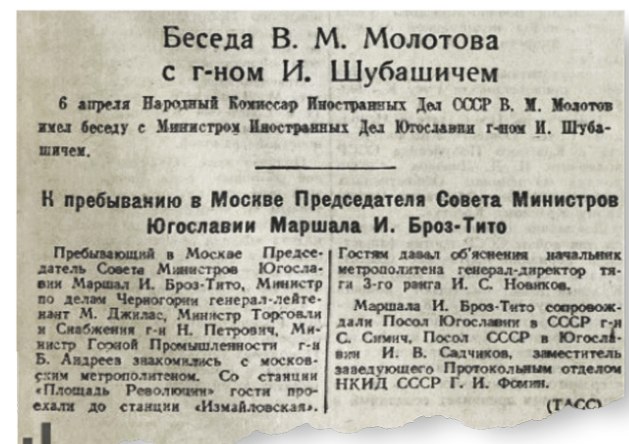 Беседа В. М. Молотова
с г-ном И. Шубашичем
6 апреля Народный Комиссар Иностранных Дел СССР В. М. Молотов
имел беседу с Министром Иностранных Дел Югославии г-ном И. Шуба-
шичем.
К пребыванию в Москве Председателя Совета Министров
Югославии Маршала И. Броз-Тито
Пребывающий в Москве Предсе-
датель Совета Министров Югосла-
вии Маршал И. Броз-Тито, Министр
по делам Черногории генерал-лейте-
нант М. Джилас, Министр Торговли
и Снабжения г-н Н. Петрович, Ми-
нистр Горной Промышленности г-н
Б. Андреев знакомились с москов-
ским метрополитеном. Со станции
«Площадь Революции» гости про-
ехали до станции «Измайловская».
Гостям давал об'яснения начальник
метрополитена генерал-директор тя-
ги 3-го ранга И. С. Новиков.
Маршала И. Броз-Тито сопровож-
дали Посол Югославии в СССР г-н
С. Симич, Посол СССР в Югосла-
вии И. В. Садчиков, заместитель
заведующего Протокольным отделом
НКИД СССР Г. И. Фомин.
(ТАСС)